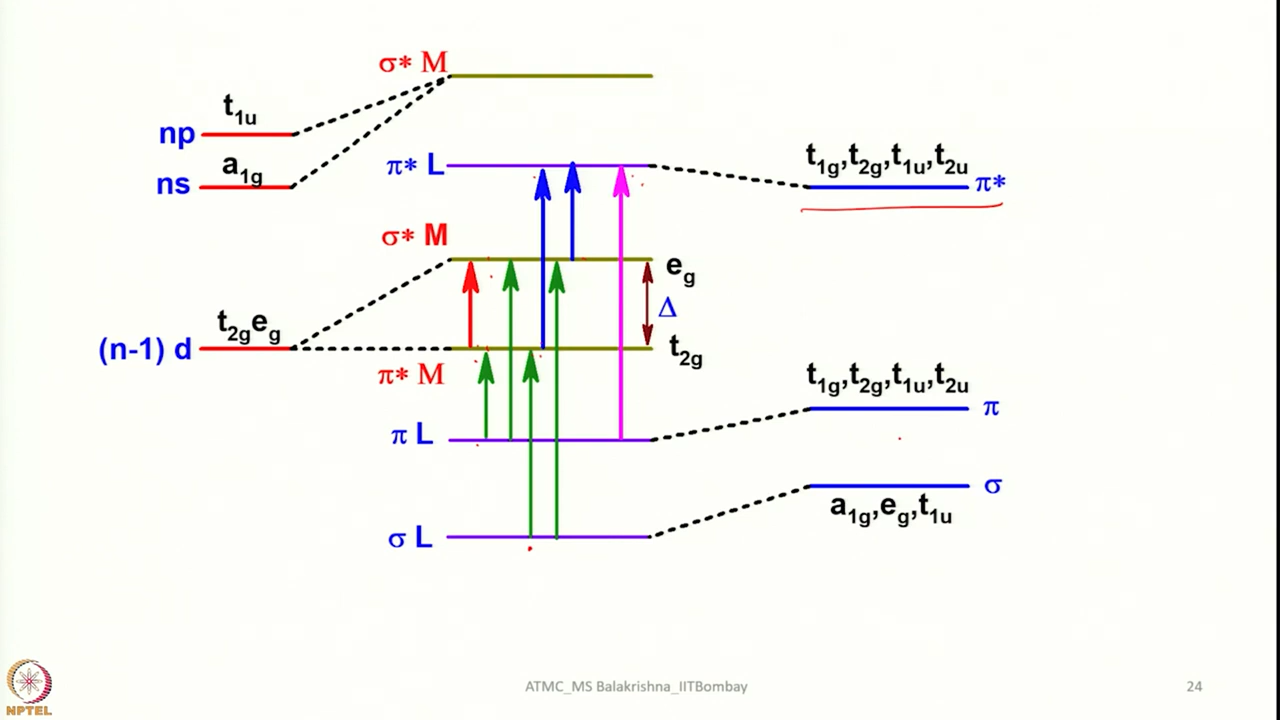 σ* M
t1u
np
a1g
ns
π* L
t1g,t2g,t1u,t2u
π*
σ* M
eg
Δ
t2geg
(n-1) d
t2g
π* M
t1g,t2g,t1u,t2u
π
π L
σ
a1g,eg,t1u
σ L
NPTEL
ATMC_MS Balakrishna_IITBombay
24